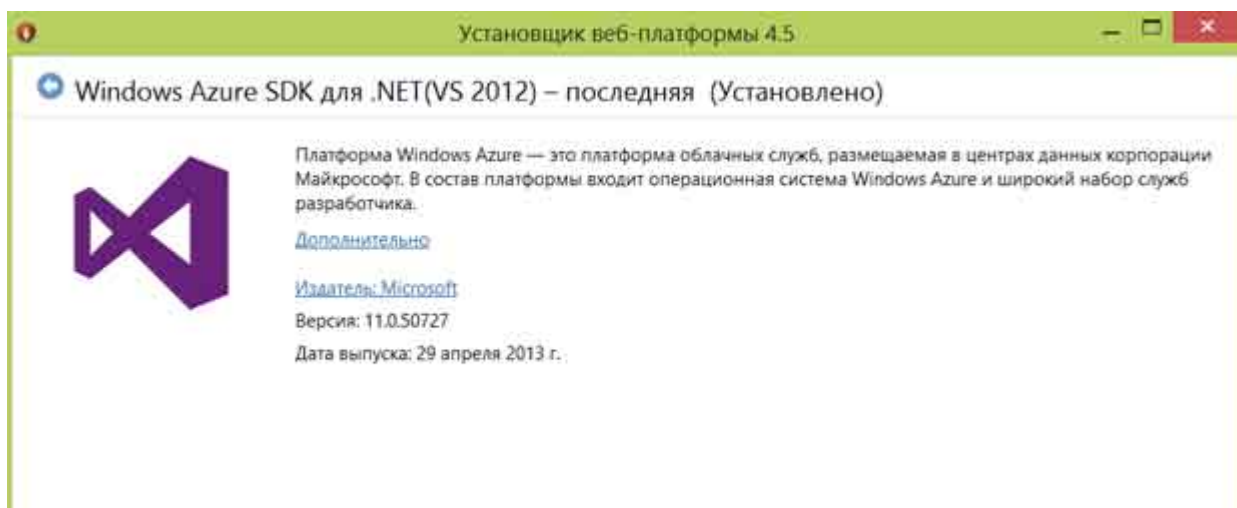 Установщик веб-платформы 4.5
Windows Azure SDK для .NET(VS 2012) – последняя (Установлено)
Платформа Windows Azure — это платформа облачных служб, размещаемая в центрах данных корпорации
Майкрософт. В состав платформы входит операционная система Windows Azure и широкий набор служб
разработчика.
Дополнительно
Издатель: Microsoft
Версия: 11.0.50727
Дата выпуска: 29 апреля 2013 г.